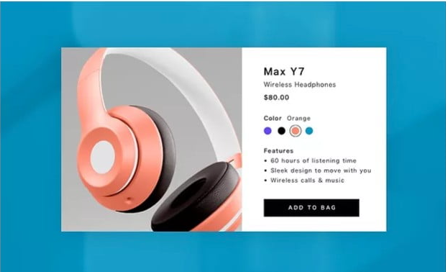 Max Y7
Wireless Headphones
$80.00
Color Orange
Features
• 60 hours of listening time
• Sleek design to move with you
• Wireless calls & music
ADD TO BAG